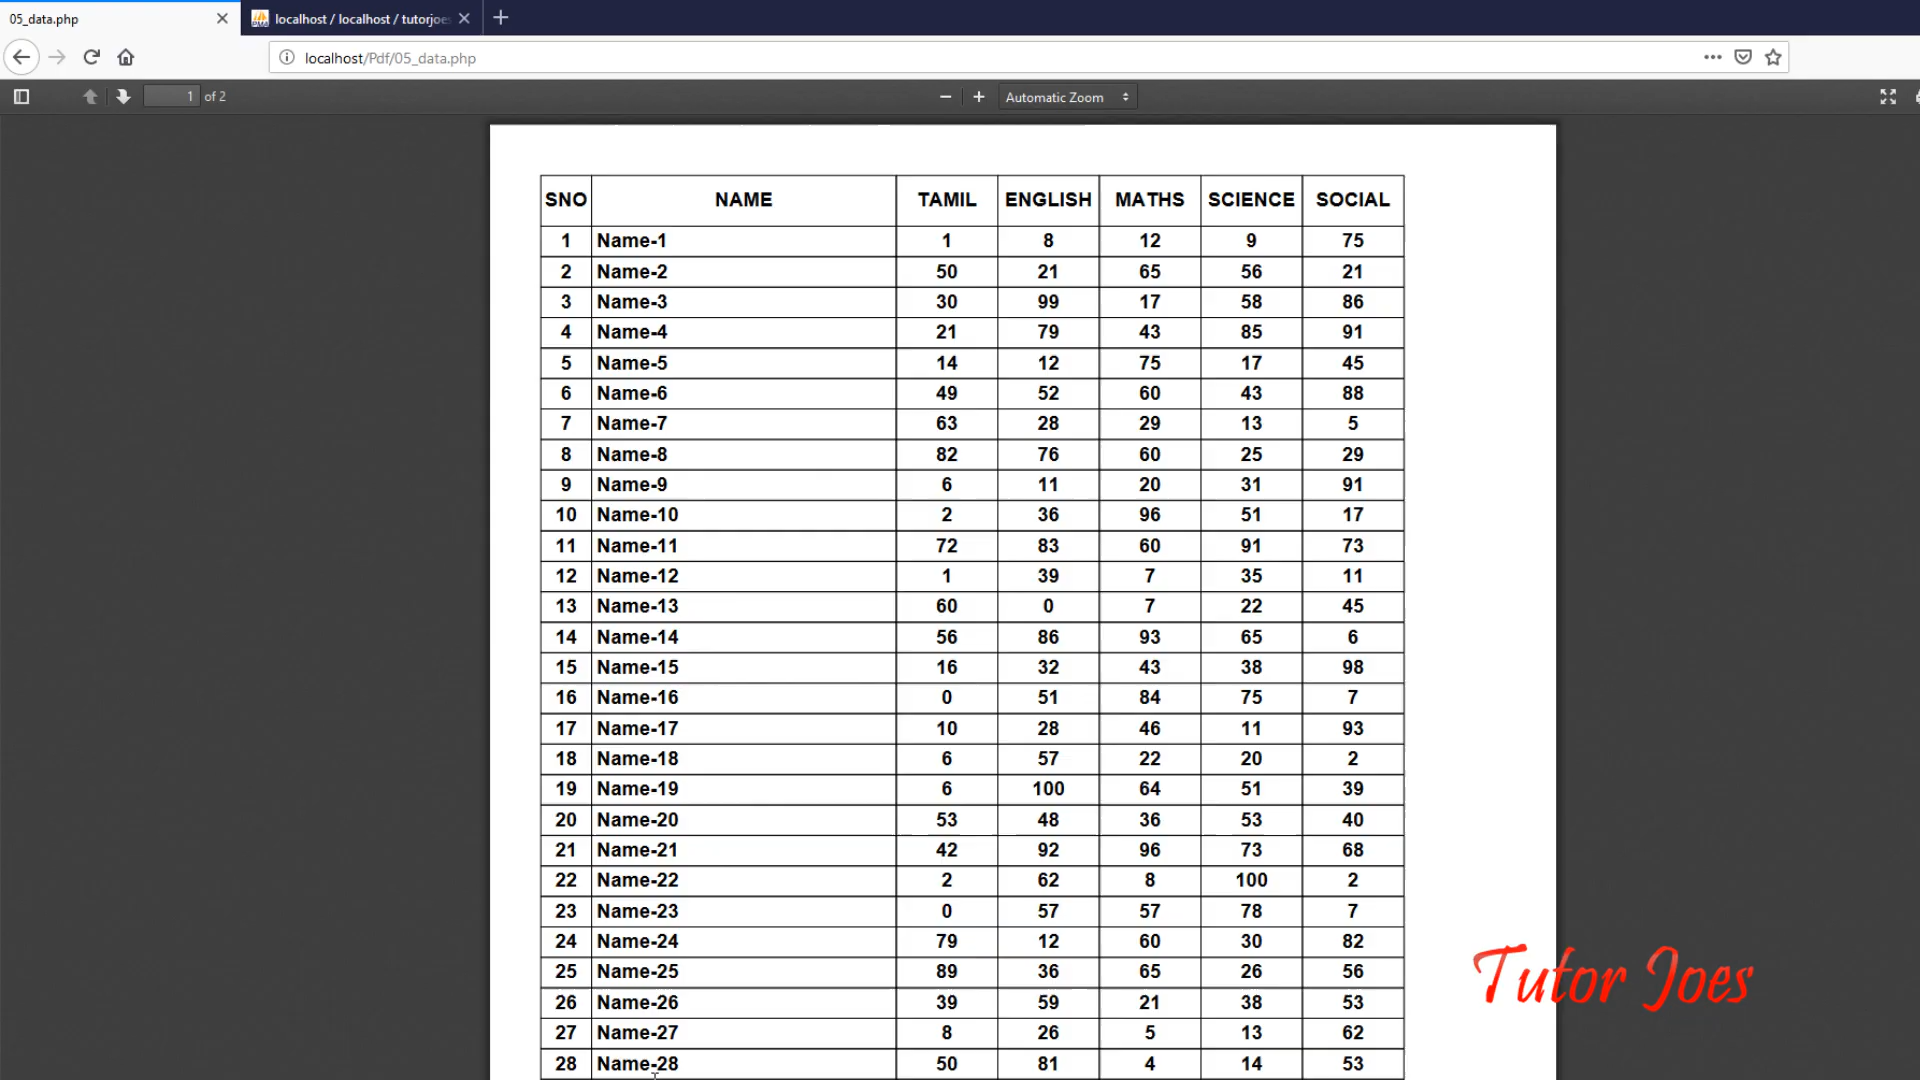 05_data.php
localhost / localhost / tutorjoes
localhost/Pdf/05_data.php
1 of 2
Automatic Zoom
SNO NAME TAMIL ENGLISH MATHS SCIENCE SOCIAL
1 Name-1 1 8 12 9 75
2 Name-2 50 21 65 56 21
3 Name-3 30 99 17 58 86
4 Name-4 21 79 43 85 91
5 Name-5 14 12 75 17 45
6 Name-6 49 52 60 43 88
7 Name-7 63 28 29 13 5
8 Name-8 82 76 60 25 29
9 Name-9 6 11 20 31 91
10 Name-10 2 36 96 51 17
11 Name-11 72 83 60 91 73
12 Name-12 1 39 7 35 11
13 Name-13 60 0 7 22 45
14 Name-14 56 86 93 65 6
15 Name-15 16 32 43 38 98
16 Name-16 0 51 84 75 7
17 Name-17 10 28 46 11 93
18 Name-18 6 57 22 20 2
19 Name-19 6 100 64 51 39
20 Name-20 53 48 36 53 40
21 Name-21 42 92 96 73 68
22 Name-22 2 62 8 100 2
23 Name-23 0 57 57 78 7
24 Name-24 79 12 60 30 82
25 Name-25 89 36 65 26 56
26 Name-26 39 59 21 38 53
27 Name-27 8 26 5 13 62
28 Name-28 50 81 4 14 53
Tutor Joes